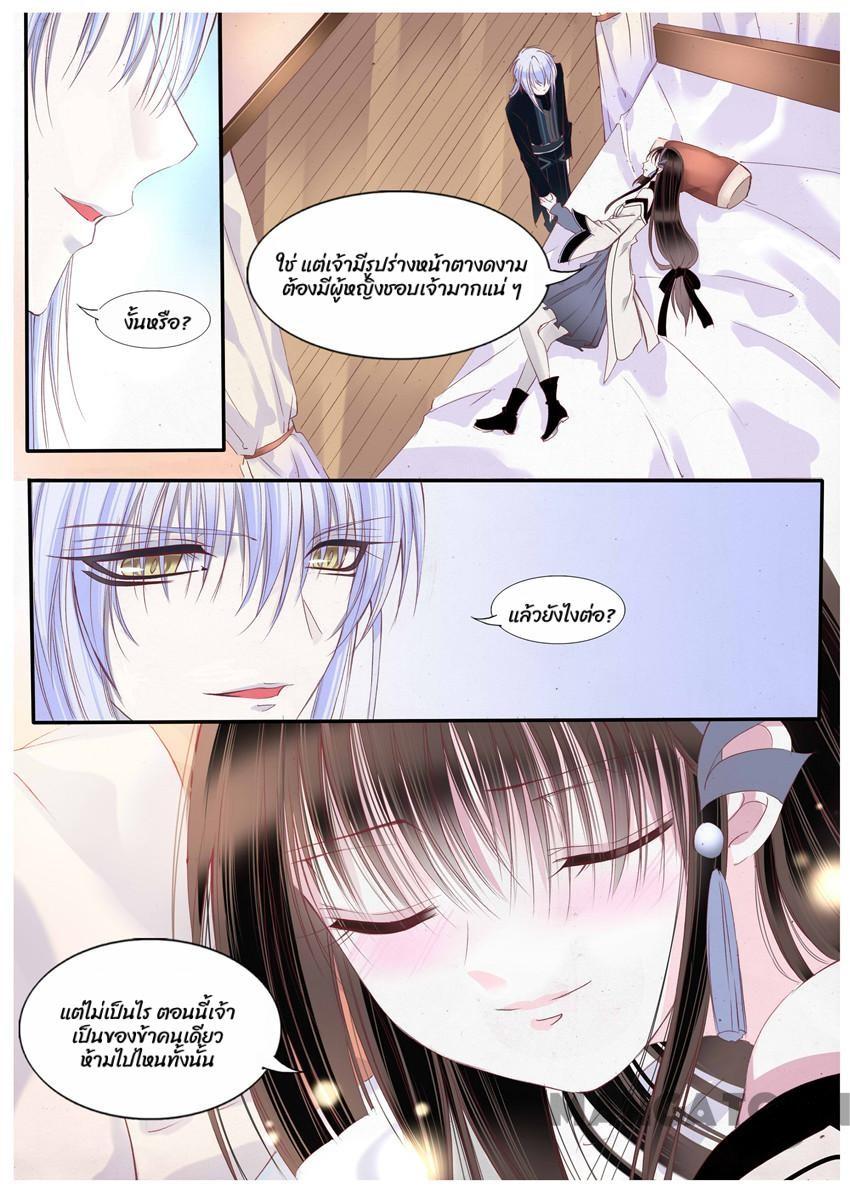 ใช่ แต่เจ้ามีรูปร่างหน้าตางดงาม
ต้องมีผู้หญิงชอบเจ้ามากแน่ ๆ
งั้นหรือ?
แล้วยังไงต่อ?
แต่ไม่เป็นไร ตอนนี้เจ้า
เป็นของข้าคนเดียว
ห้ามไปไหนทั้งนั้น